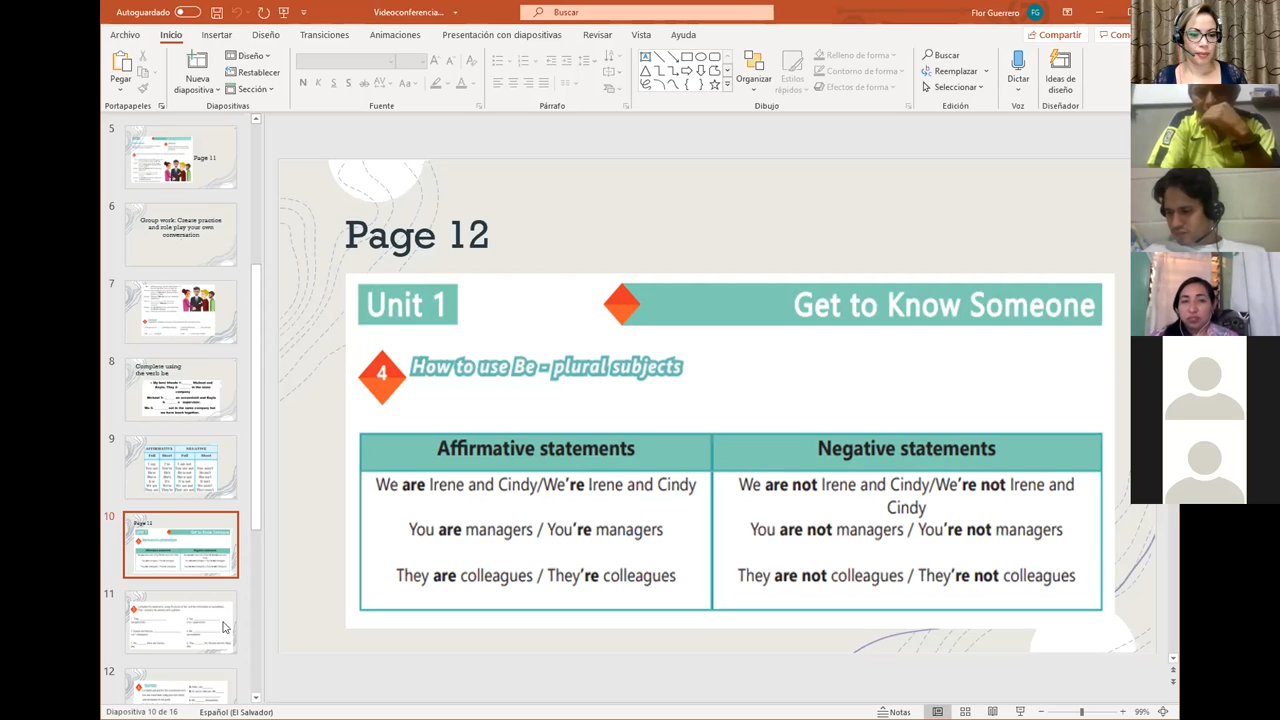 Autoguardado
Videoconferencia...
Buscar
Flor Guerrero
FG
Archivo
Inicio
Insertar
Diseño
Transiciones
Animaciones
Presentación con diapositivas
Revisar
Vista
Ayuda
Compartir
Pegar
Nueva
diapositiva
Diseño
Restablecer
Sección
Organizar
Estilos
rápidos
Relleno de forma
Contorno de forma
Efectos de forma
Buscar
Reemplazar
Seleccionar
Dictar
Ideas de
diseño
Portapapeles
Diapositivas
Fuente
Párrafo
Dibujo
Edición
Voz
Diseñador
5
Page 11
6
Group work: Create practice
and role play your own
conversation
7
8
Complete using
the verb be
9
10
Page 12
11
12
Page 12
Unit 1
Get to Know Someone
4
How to use Be - plural subjects
Affirmative statements
Negative statements
We are Irene and Cindy/We're Irene and Cindy
We are not Irene and Cindy/We're not Irene and
Cindy
You are managers / You're managers
You are not managers / You're not managers
They are colleagues / They're colleagues
They are not colleagues / They're not colleagues
Diapositiva 10 de 16
Español (El Salvador)
Notas
99%